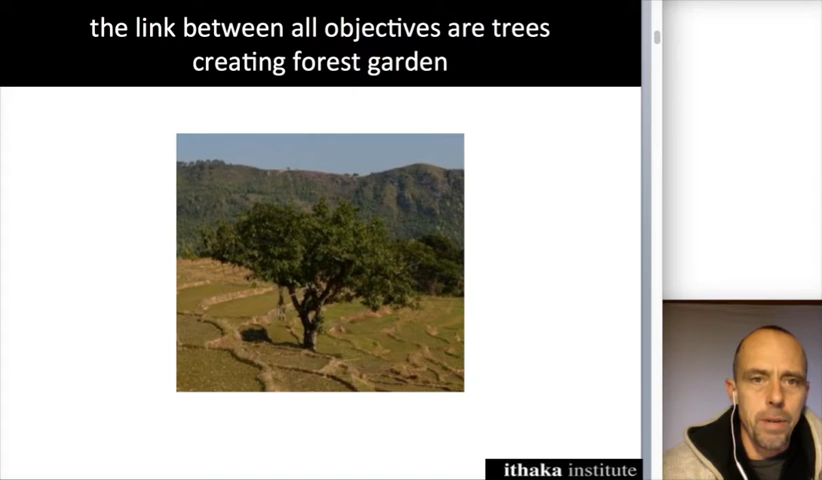 the link between all objectives are trees
creating forest garden
ithaka institute